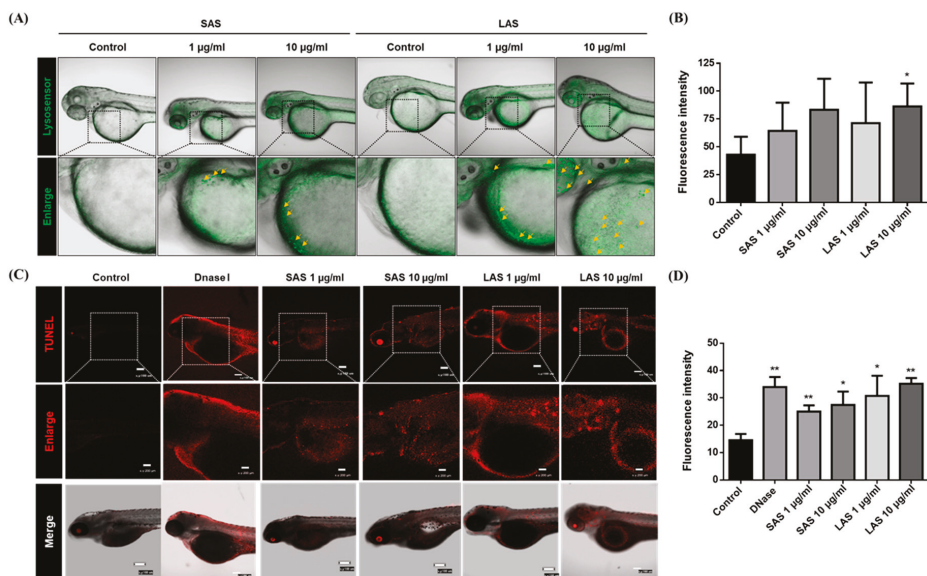 (A)
SAS
LAS
Control
1 μg/ml
10 μg/ml
Control
1 μg/ml
10 μg/ml
Lysosensor
Enlarge
(B)
Fluorescence intensity
125
100
75
50
25
0
*
Control
SAS 1 μg/ml
SAS 10 μg/ml
LAS 1 μg/ml
LAS 10 μg/ml
(C)
Control
Dnase I
SAS 1 μg/ml
SAS 10 μg/ml
LAS 1 μg/ml
LAS 10 μg/ml
TUNEL
Enlarge
Merge
(D)
Fluorescence intensity
50
40
30
20
10
0
**
**
*
*
**
Control
DNase
SAS 1 μg/ml
SAS 10 μg/ml
LAS 1 μg/ml
LAS 10 μg/ml